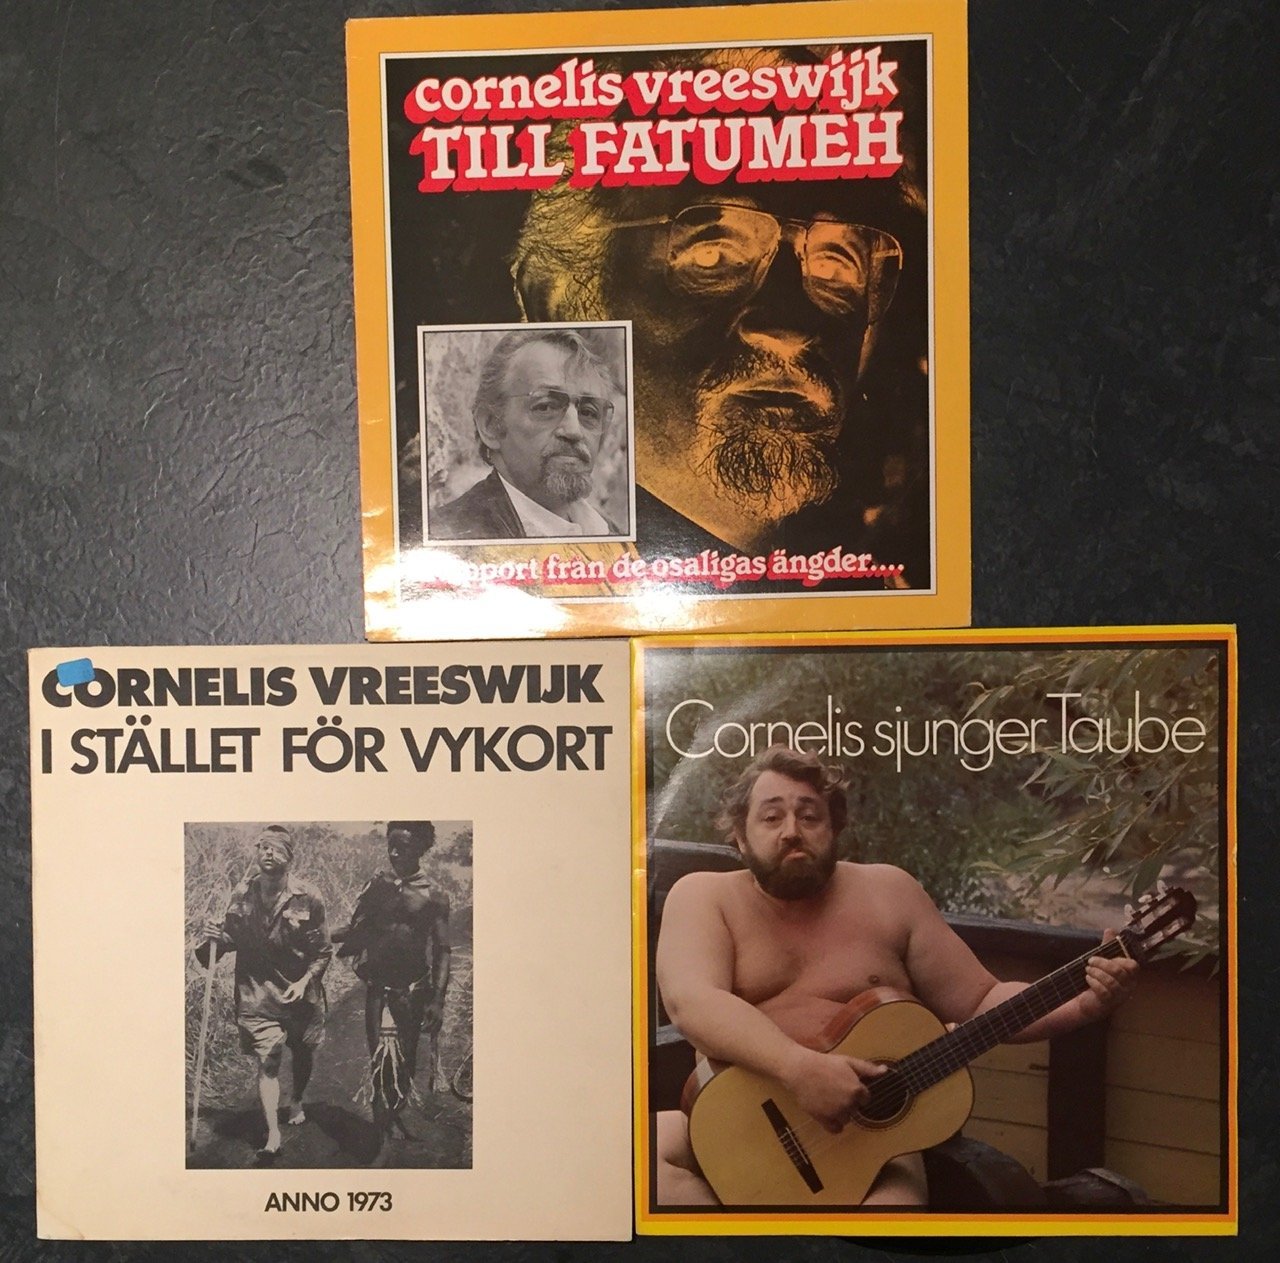 cornelis vreeswijk
TILL FATUMEH
från de osaligas ängder....
CORNELIS VREESWIJK
I STÄLLET FÖR VYKORT
ANNO 1973
Cornelis sjunger Taube